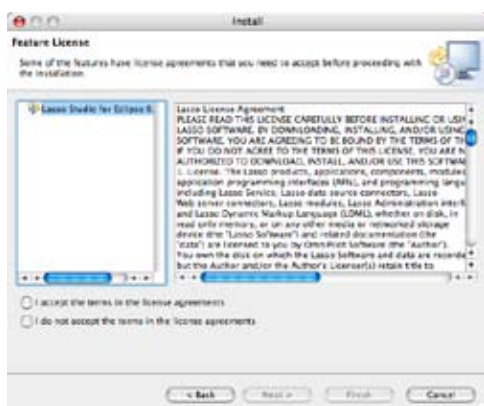 Install
Feature License
Some of the features have license agreements that you need to accept before proceeding with
the installation.
Lasso Studio for Eclipse
Lasso License Agreement
PLEASE READ THIS LICENSE CAREFULLY BEFORE INSTALLING OR
LASSO SOFTWARE. BY DOWNLOADING, INSTALLING, AND/OR USING
SOFTWARE, YOU ARE AGREEING TO BE BOUND BY THE TERMS OF
IF YOU DO NOT AGREE TO THE TERMS OF THIS LICENSE, YOU ARE
AUTHORIZED TO DOWNLOAD, INSTALL, AND/OR USE THIS
1. License. The Lasso products, applications, components, modules
application programming interfaces (APIs), and programming
including Lasso Service, Lasso data source connectors, Lasso
Web server connectors, Lasso modules, Lasso Administration
and Lasso Dynamic Markup Language (LDML), whether on disk, in
read only memory, or on any other media or networked storage
device (the "Lasso Software") and related documentation (the
"data") are licensed to you by OmniPilot Software (the "Author").
You own the disk on which the Lasso Software and data are
but the Author and/or the Author's Licensor(s) retain title to
I accept the terms in the license agreements
I do not accept the terms in the license agreements
< Back
Next >
Finish
Cancel